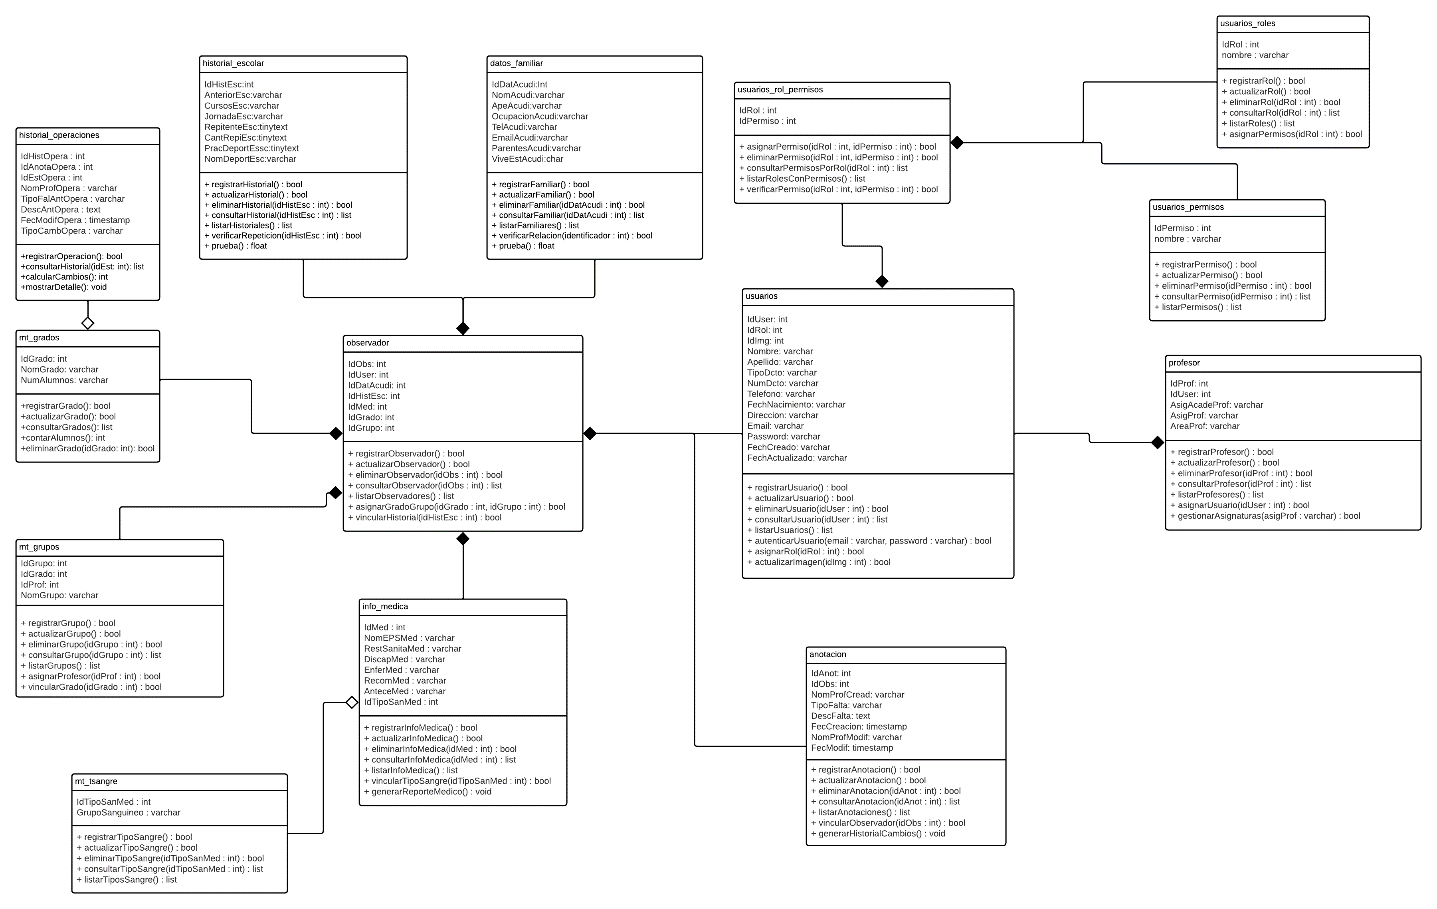 usuarios_roles
IdRol : int
nombre : varchar
+ registrarRol() : bool
+ actualizarRol() : bool
+ eliminarRol(idRol : int) : bool
+ consultarRol(idRol : int) : list
+ listarRoles() : list
+ asignarPermisos(idRol : int) : bool
historial_escolar
IdHistEsc:int
AnteriorEsc:varchar
CursosEsc:varchar
JornadaEsc:varchar
RepitenteEsc:tinytext
CantRepiEsc:tinytext
PracDeportEssc:tinytext
NomDeportEsc:varchar
+ registrarHistorial() : bool
+ actualizarHistorial() : bool
+ eliminarHistorial(idHistEsc : int) : bool
+ consultarHistorial(idHistEsc : int) : list
+ listarHistoriales() : list
+ verificarRepeticion(idHistEsc : int) : bool
+ prueba() : float
datos_familiar
IdDatAcudi:Int
NomAcudi:varchar
ApeAcudi:varchar
OcupacionAcudi:varchar
TelAcudi:varchar
EmailAcudi:varchar
ParentesAcudi:varchar
ViveEstAcudi:char
+ registrarFamiliar() : bool
+ actualizarFamiliar() : bool
+ eliminarFamiliar(idDatAcudi : int) : bool
+ consultarFamiliar(idDatAcudi : int) : list
+ listarFamiliares() : list
+ verificarRelacion(identificador : int) : bool
+ prueba() : float
usuarios_rol_permisos
IdRol : int
IdPermiso : int
+ asignarPermiso(idRol : int, idPermiso : int) : bool
+ eliminarPermiso(idRol : int, idPermiso : int) : bool
+ consultarPermisosPorRol(idRol : int) : list
+ listarRolesConPermisos() : list
+ verificarPermiso(idRol : int, idPermiso : int) : bool
historial_operaciones
IdHistOpera : int
IdAnotaOpera : int
IdEstOpera : int
NomProfOpera : varchar
TipoFalAntOpera : varchar
DescAntOpera : text
FecModifOpera : timestamp
TipoCambOpera : varchar
+registrarOperacion(): bool
+consultarHistorial(idEst: int): list
+calcularCambios(): int
+mostrarDetalle(): void
usuarios_permisos
IdPermiso : int
nombre : varchar
+ registrarPermiso() : bool
+ actualizarPermiso() : bool
+ eliminarPermiso(idPermiso : int) : bool
+ consultarPermiso(idPermiso : int) : list
+ listarPermisos() : list
mt_grados
IdGrado: int
NomGrado: varchar
NumAlumnos: varchar
+registrarGrado(): bool
+actualizarGrado(): bool
+consultarGrados(): list
+contarAlumnos(): int
+eliminarGrado(idGrado: int): bool
observador
IdObs: int
IdUser: int
IdDatAcudi: int
IdHistEsc: int
IdMed: int
IdGrado: int
IdGrupo: int
+ registrarObservador() : bool
+ actualizarObservador() : bool
+ eliminarObservador(idObs : int) : bool
+ consultarObservador(idObs : int) : list
+ listarObservadores() : list
+ asignarGradoGrupo(idGrado : int, idGrupo : int) : bool
+ vincularHistorial(idHistEsc : int) : bool
usuarios
IdUser: int
IdRol: int
IdImg: int
Nombre: varchar
Apellido: varchar
TipoDcto: varchar
NumDcto: varchar
Telefono: varchar
FechNacimiento: varchar
Direccion: varchar
Email: varchar
Password: varchar
FechCreado: varchar
FechActualizado: varchar
+ registrarUsuario() : bool
+ actualizarUsuario() : bool
+ eliminarUsuario(idUser : int) : bool
+ consultarUsuario(idUser : int) : list
+ listarUsuarios() : list
+ autenticarUsuario(email : varchar, password : varchar) : bool
+ asignarRol(idRol : int) : bool
+ actualizarImagen(idImg : int) : bool
profesor
IdProf: int
IdUser: int
AsigAcadeProf: varchar
AsigProf: varchar
AreaProf: varchar
+ registrarProfesor() : bool
+ actualizarProfesor() : bool
+ eliminarProfesor(idProf : int) : bool
+ consultarProfesor(idProf : int) : list
+ listarProfesores() : list
+ asignarUsuario(idUser : int) : bool
+ gestionarAsignaturas(asigProf : varchar) : bool
mt_grupos
IdGrupo: int
IdGrado: int
IdProf: int
NomGrupo: varchar
+ registrarGrupo() : bool
+ actualizarGrupo() : bool
+ eliminarGrupo(idGrupo : int) : bool
+ consultarGrupo(idGrupo : int) : list
+ listarGrupos() : list
+ asignarProfesor(idProf : int) : bool
+ vincularGrado(idGrado : int) : bool
info_medica
IdMed : int
NomEPSMed : varchar
RestSanitaMed : varchar
DiscapMed : varchar
EnferMed : varchar
RecomMed : varchar
AnteceMed : varchar
IdTipoSanMed : int
+ registrarInfoMedica() : bool
+ actualizarInfoMedica() : bool
+ eliminarInfoMedica(idMed : int) : bool
+ consultarInfoMedica(idMed : int) : list
+ listarInfoMedica() : list
+ vincularTipoSangre(idTipoSanMed : int) : bool
+ generarReporteMedico() : void
anotacion
IdAnot: int
IdObs: int
NomProfCread: varchar
TipoFalta: varchar
DescFalta: text
FecCreacion: timestamp
NomProfModif: varchar
FecModif: timestamp
+ registrarAnotacion() : bool
+ actualizarAnotacion() : bool
+ eliminarAnotacion(idAnot : int) : bool
+ consultarAnotacion(idAnot : int) : list
+ listarAnotaciones() : list
+ vincularObservador(idObs : int) : bool
+ generarHistorialCambios() : void
mt_tsangre
IdTipoSanMed : int
GrupoSanguineo : varchar
+ registrarTipoSangre() : bool
+ actualizarTipoSangre() : bool
+ eliminarTipoSangre(idTipoSanMed : int) : bool
+ consultarTipoSangre(idTipoSanMed : int) : list
+ listarTiposSangre() : list